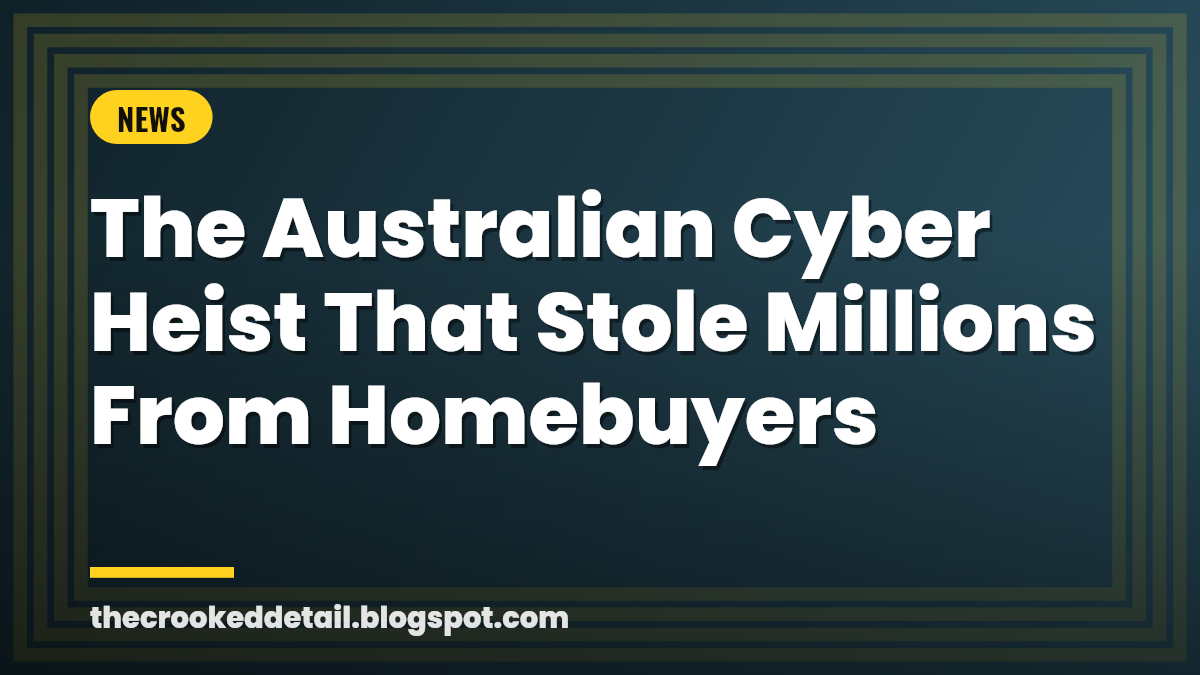 NEWS
The Australian Cyber
Heist That Stole Millions
From Homebuyers
thecrookeddetail.blogspot.com